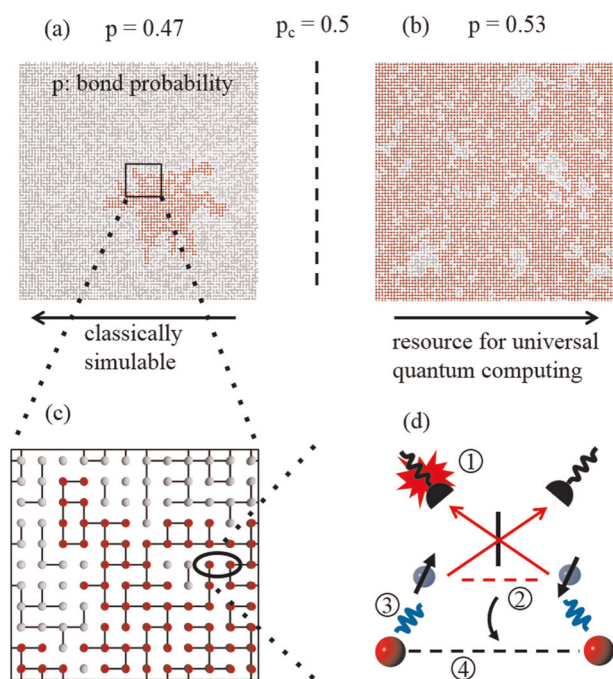 (a) p = 0.47 p_c = 0.5 (b) p = 0.53
p: bond probability
classically
simulable
resource for universal
quantum computing
(c) (d)
①
②
③
④